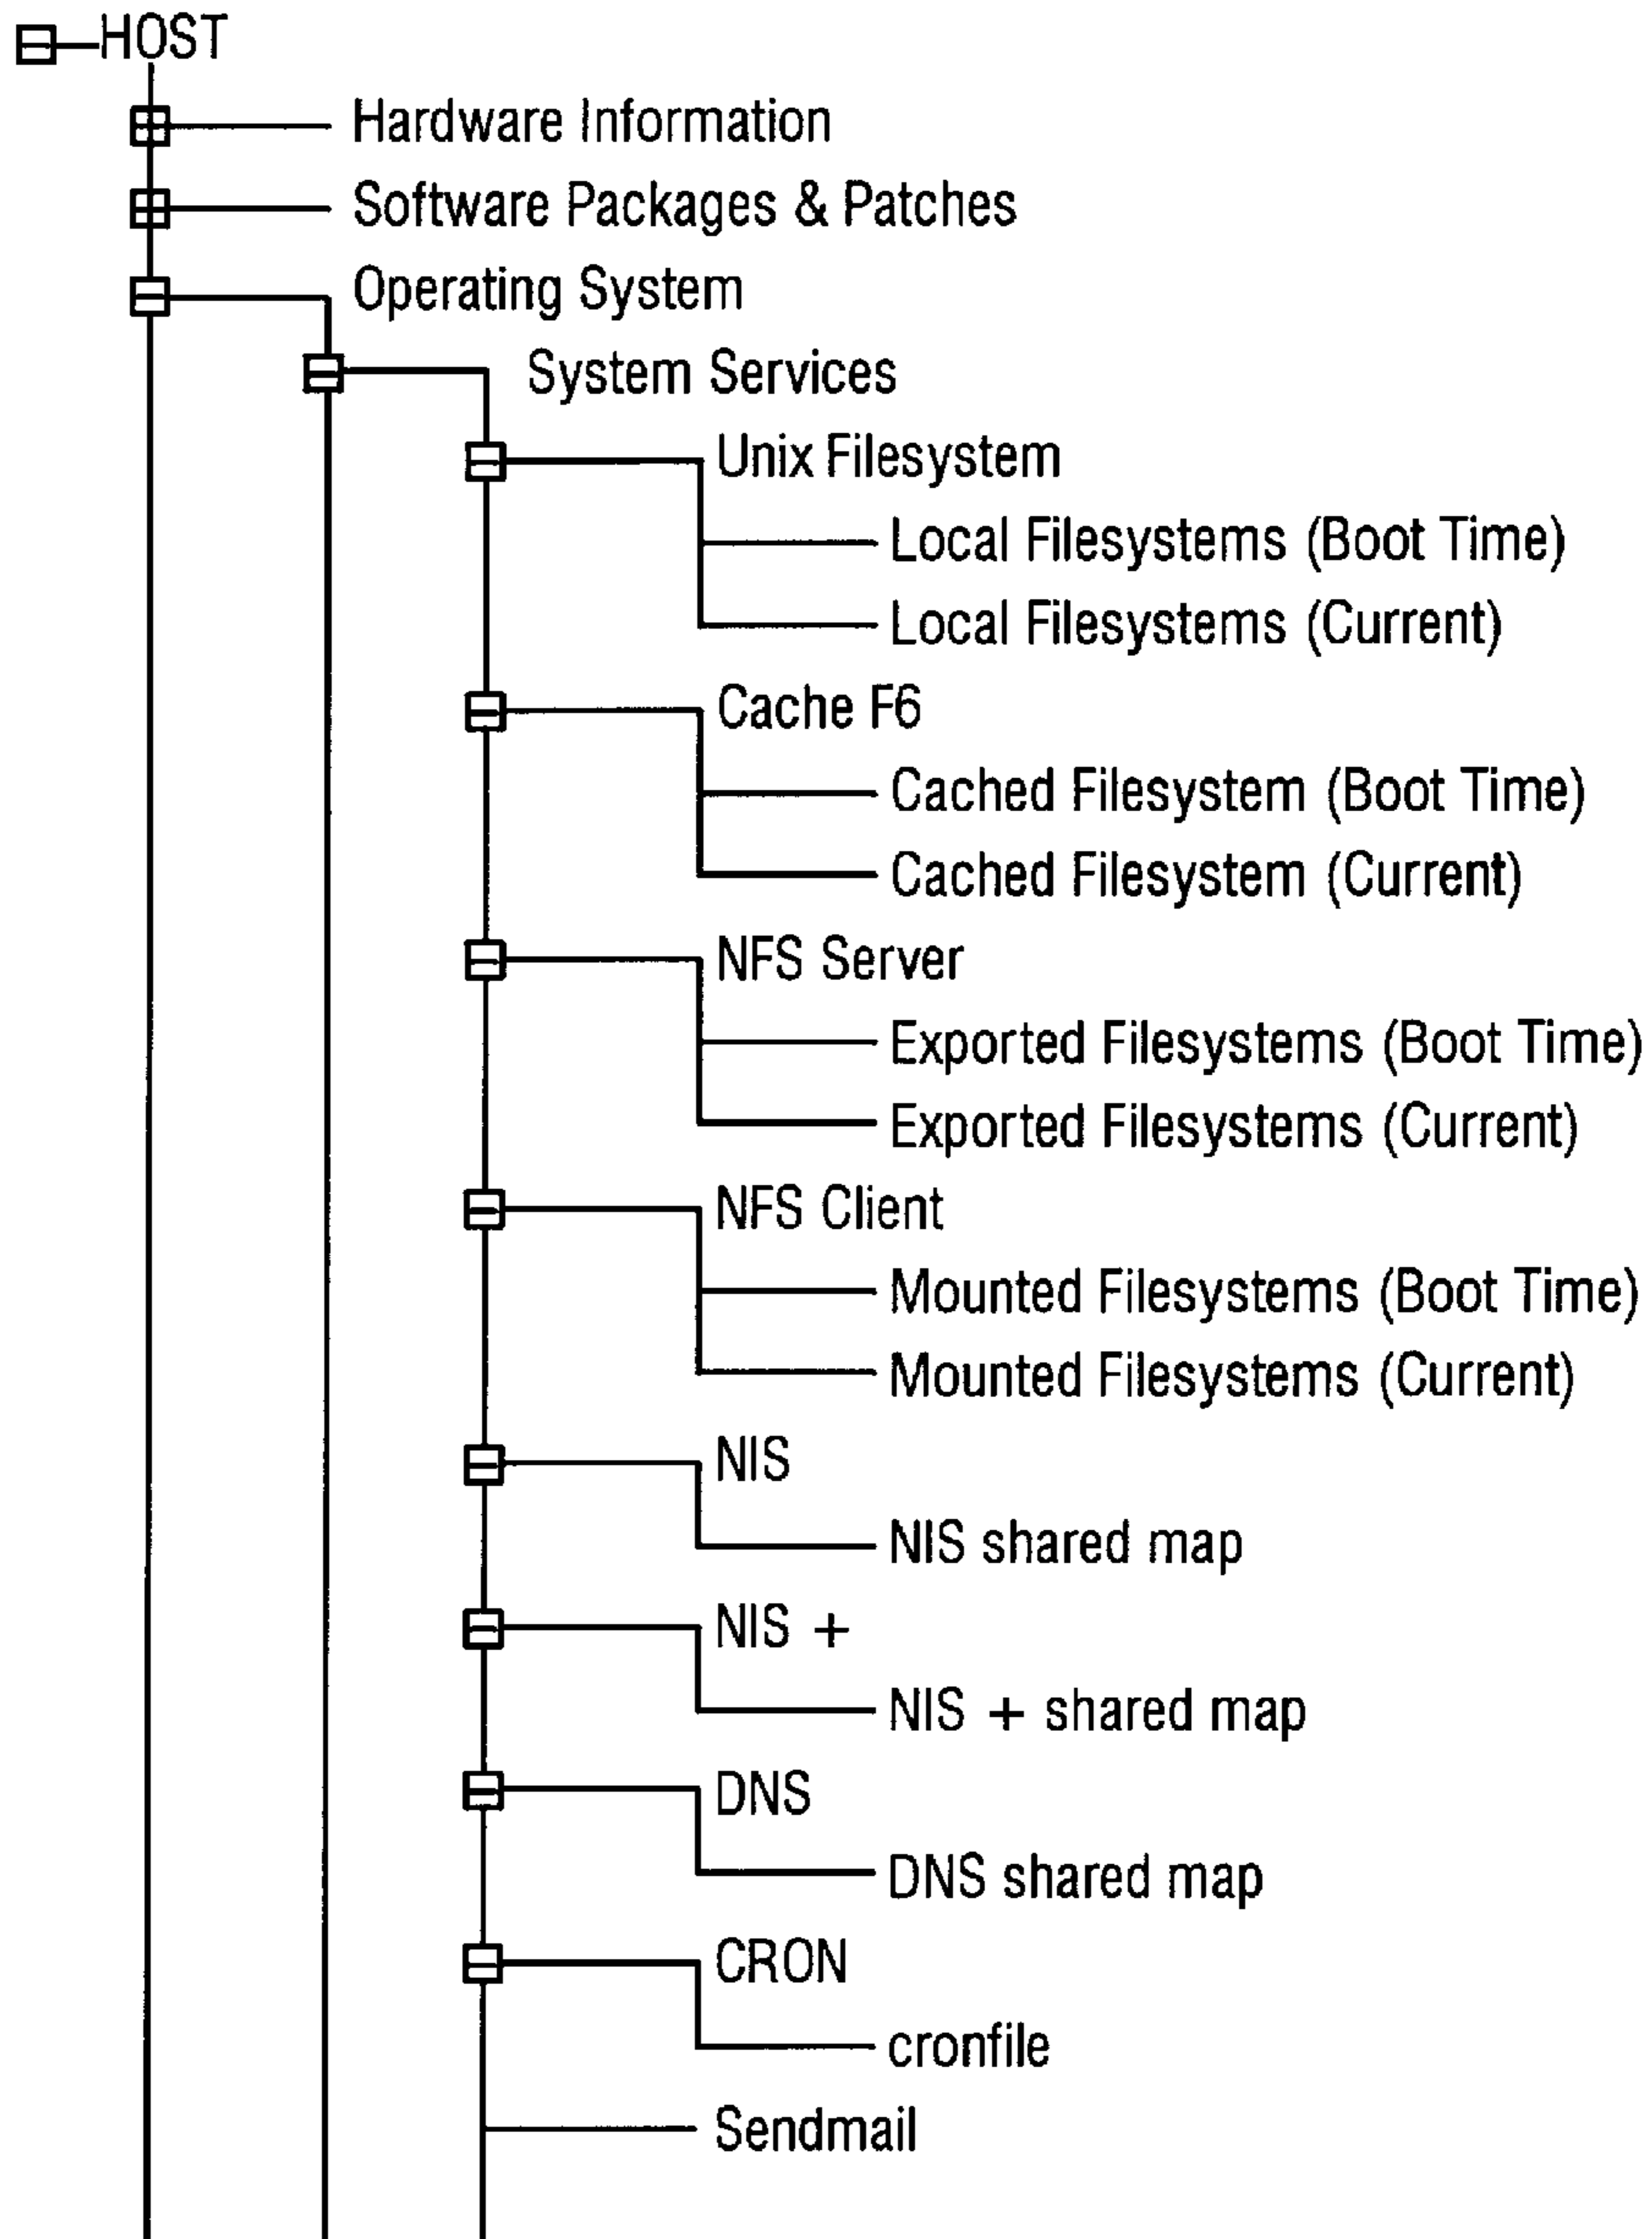 HOST
Hardware Information
Software Packages & Patches
Operating System
System Services
Unix Filesystem
Local Filesystems (Boot Time)
Local Filesystems (Current)
Cache F6
Cached Filesystem (Boot Time)
Cached Filesystem (Current)
NFS Server
Exported Filesystems (Boot Time)
Exported Filesystems (Current)
NFS Client
Mounted Filesystems (Boot Time)
Mounted Filesystems (Current)
NIS
NIS shared map
NIS +
NIS + shared map
DNS
DNS shared map
CRON
cronfile
Sendmail